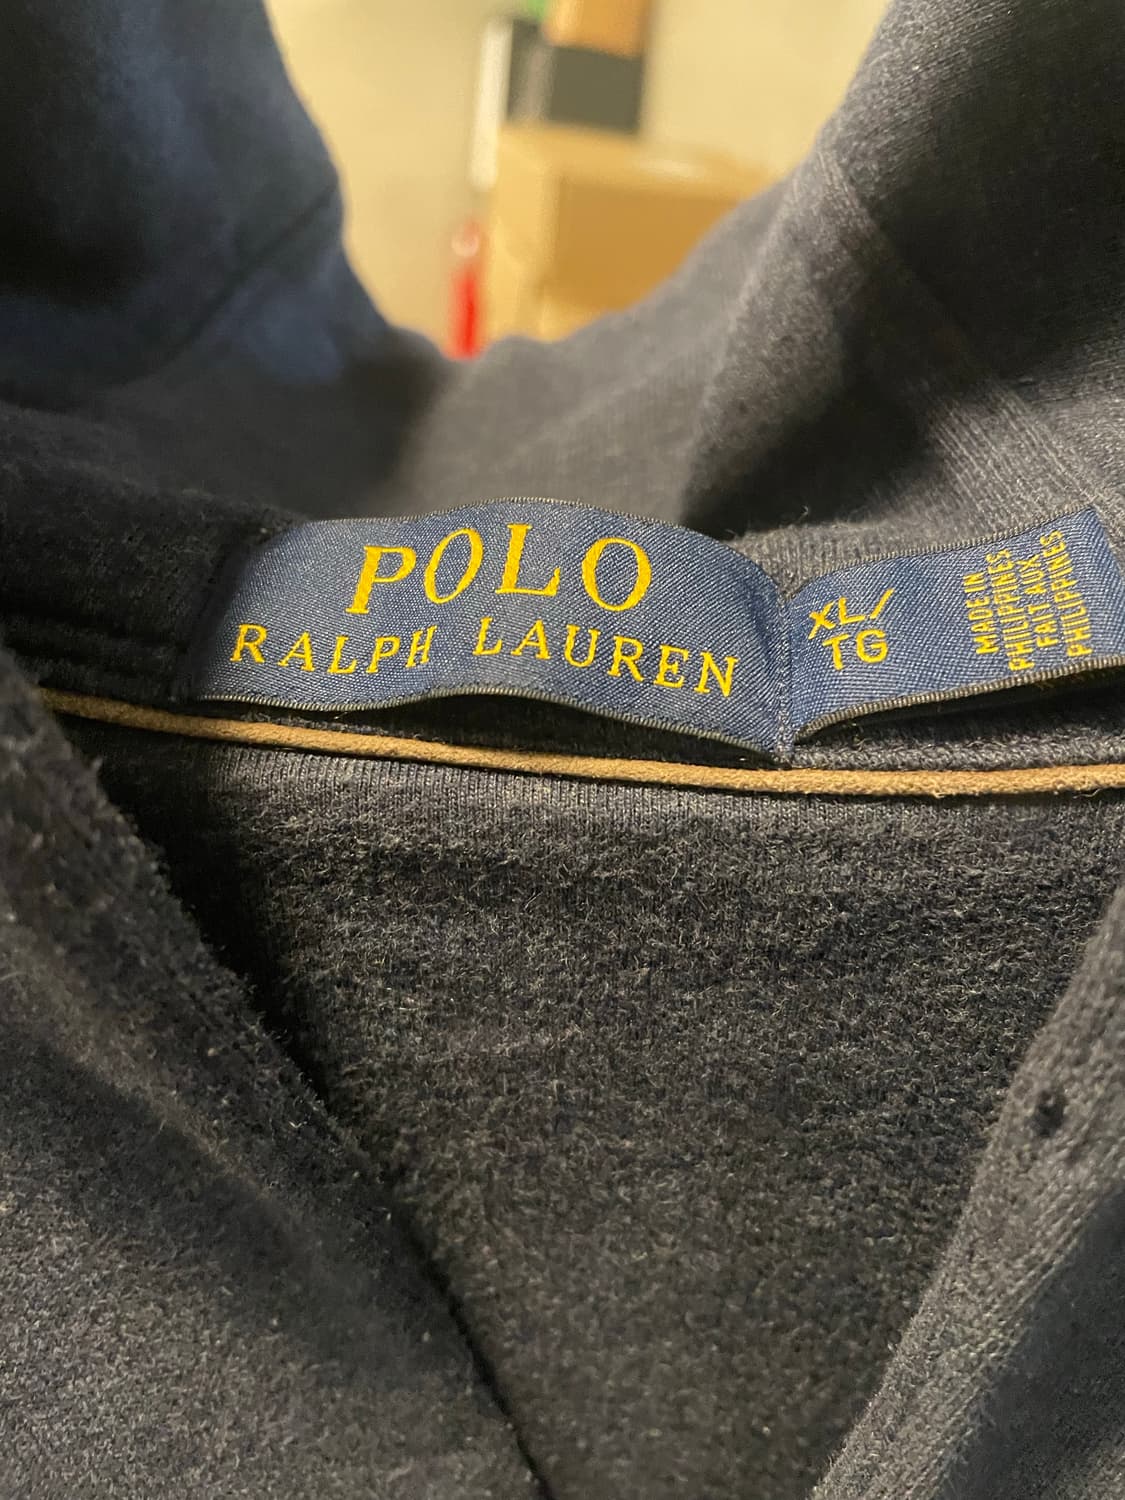 POLO
RALPH LAUREN
XL/
TG
MADE IN
PHILIPPINES
FAIT AUX
PHILIPPINES